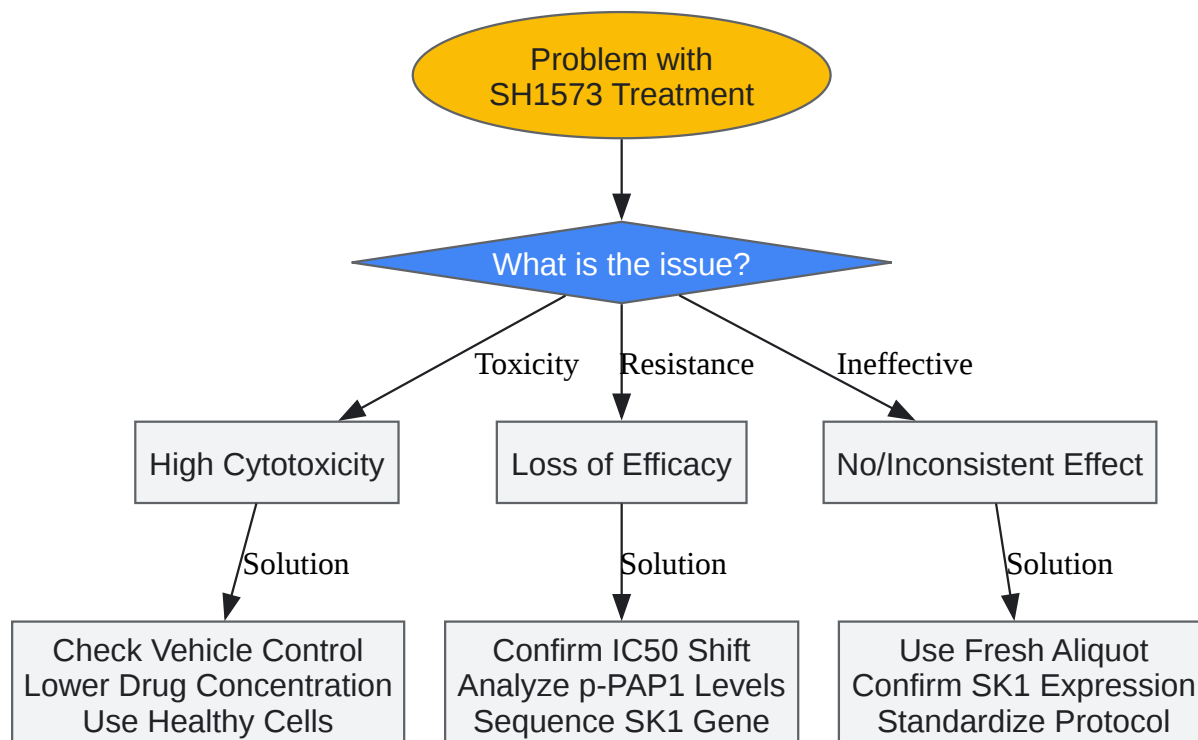 Problem with
SH1573 Treatment
What is the issue?
Toxicity
Resistance
Ineffective
High Cytotoxicity
Loss of Efficacy
No/Inconsistent Effect
Solution
Solution
Solution
Check Vehicle Control
Lower Drug Concentration
Use Healthy Cells
Confirm IC50 Shift
Analyze p-PAP1 Levels
Sequence SK1 Gene
Use Fresh Aliquot
Confirm SK1 Expression
Standardize Protocol